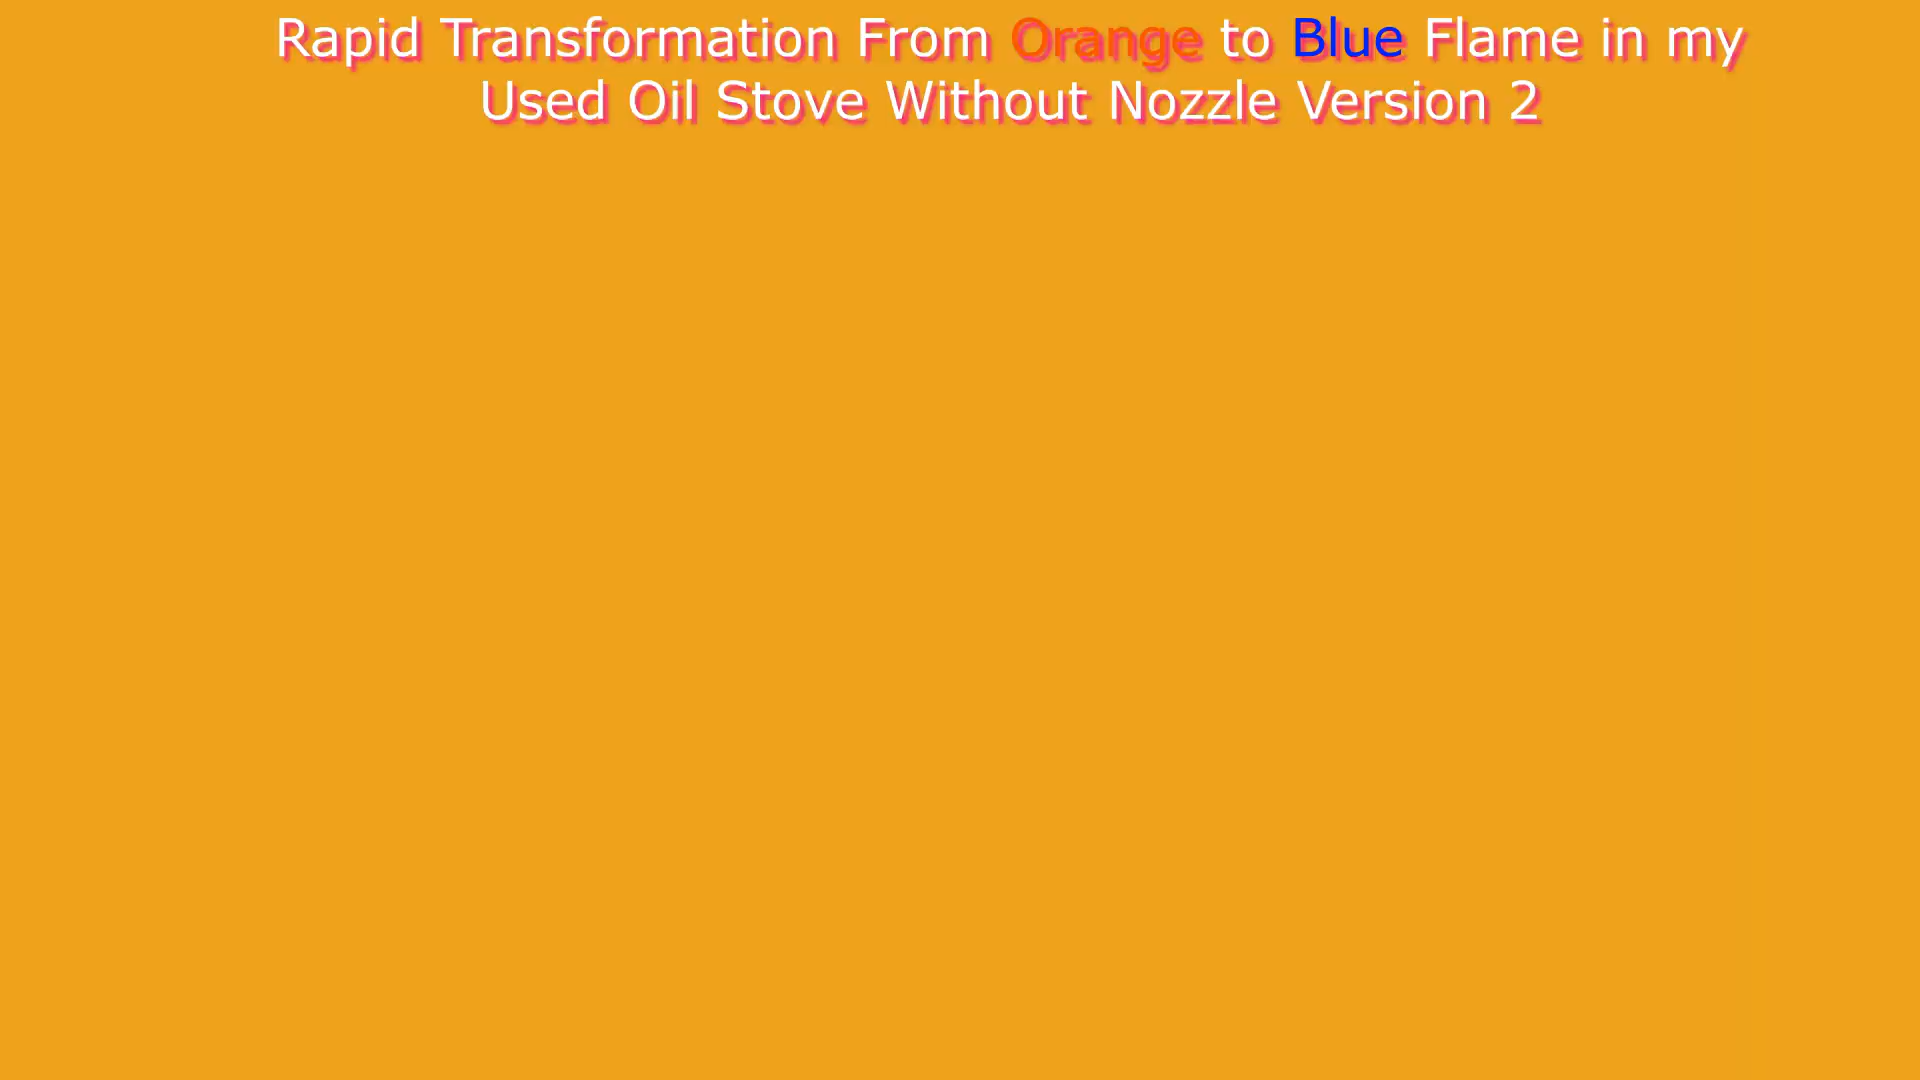 Rapid Transformation From Orange to Blue Flame in my
Used Oil Stove Without Nozzle Version 2